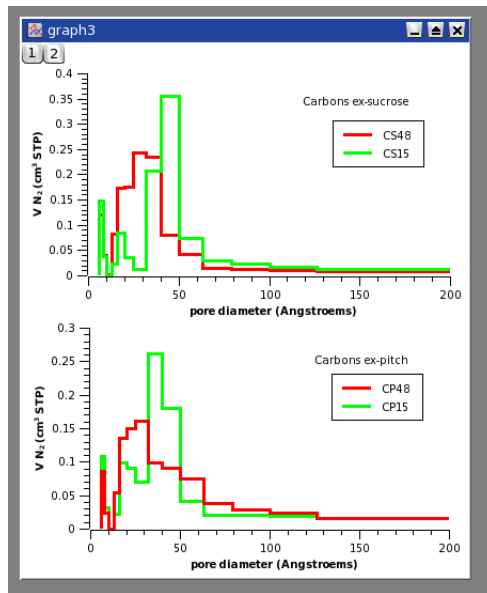 graph3
1 2
0.4
0.35
0.3
0.25
0.2
0.15
0.1
0.05
0
V N₂ (cm³ STP)
Carbons ex-sucrose
CS48
CS15
0 50 100 150 200
pore diameter (Angstroems)
0.3
0.25
0.2
0.15
0.1
0.05
0
V N₂ (cm³ STP)
Carbons ex-pitch
CP48
CP15
0 50 100 150 200
pore diameter (Angstroems)